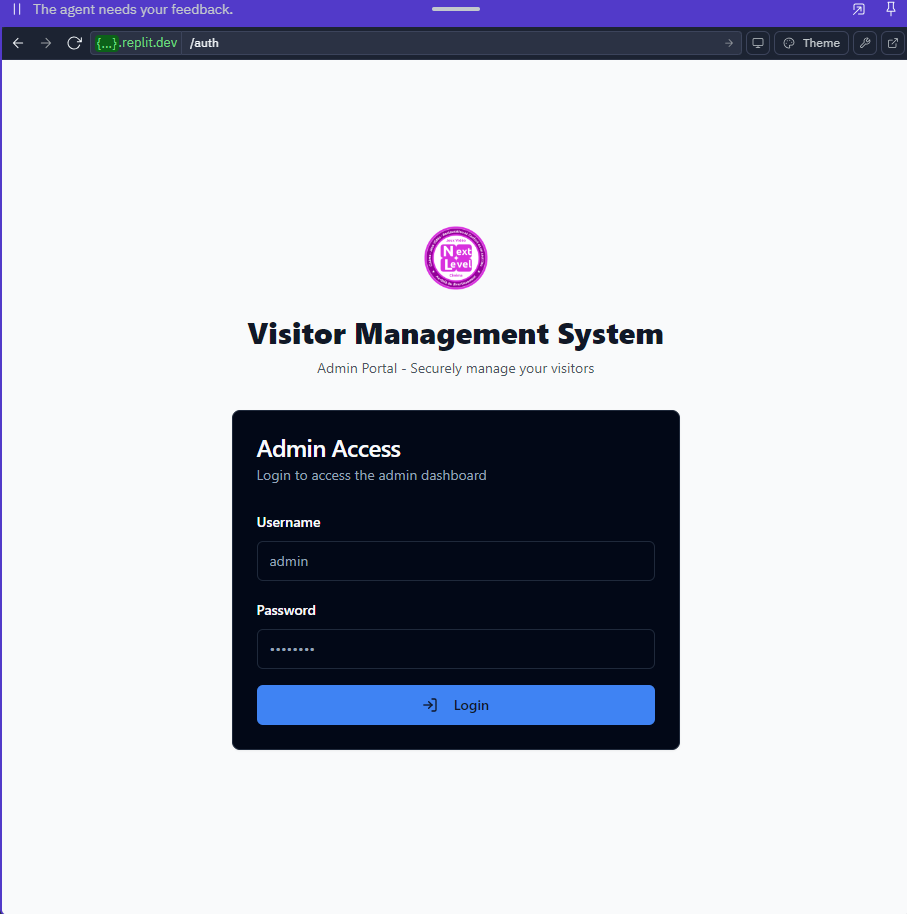 The agent needs your feedback.
{...}.replit.dev /auth
Theme
Next
Level
Visitor Management System
Admin Portal - Securely manage your visitors
Admin Access
Login to access the admin dashboard
Username
admin
Password
••••••••
Login